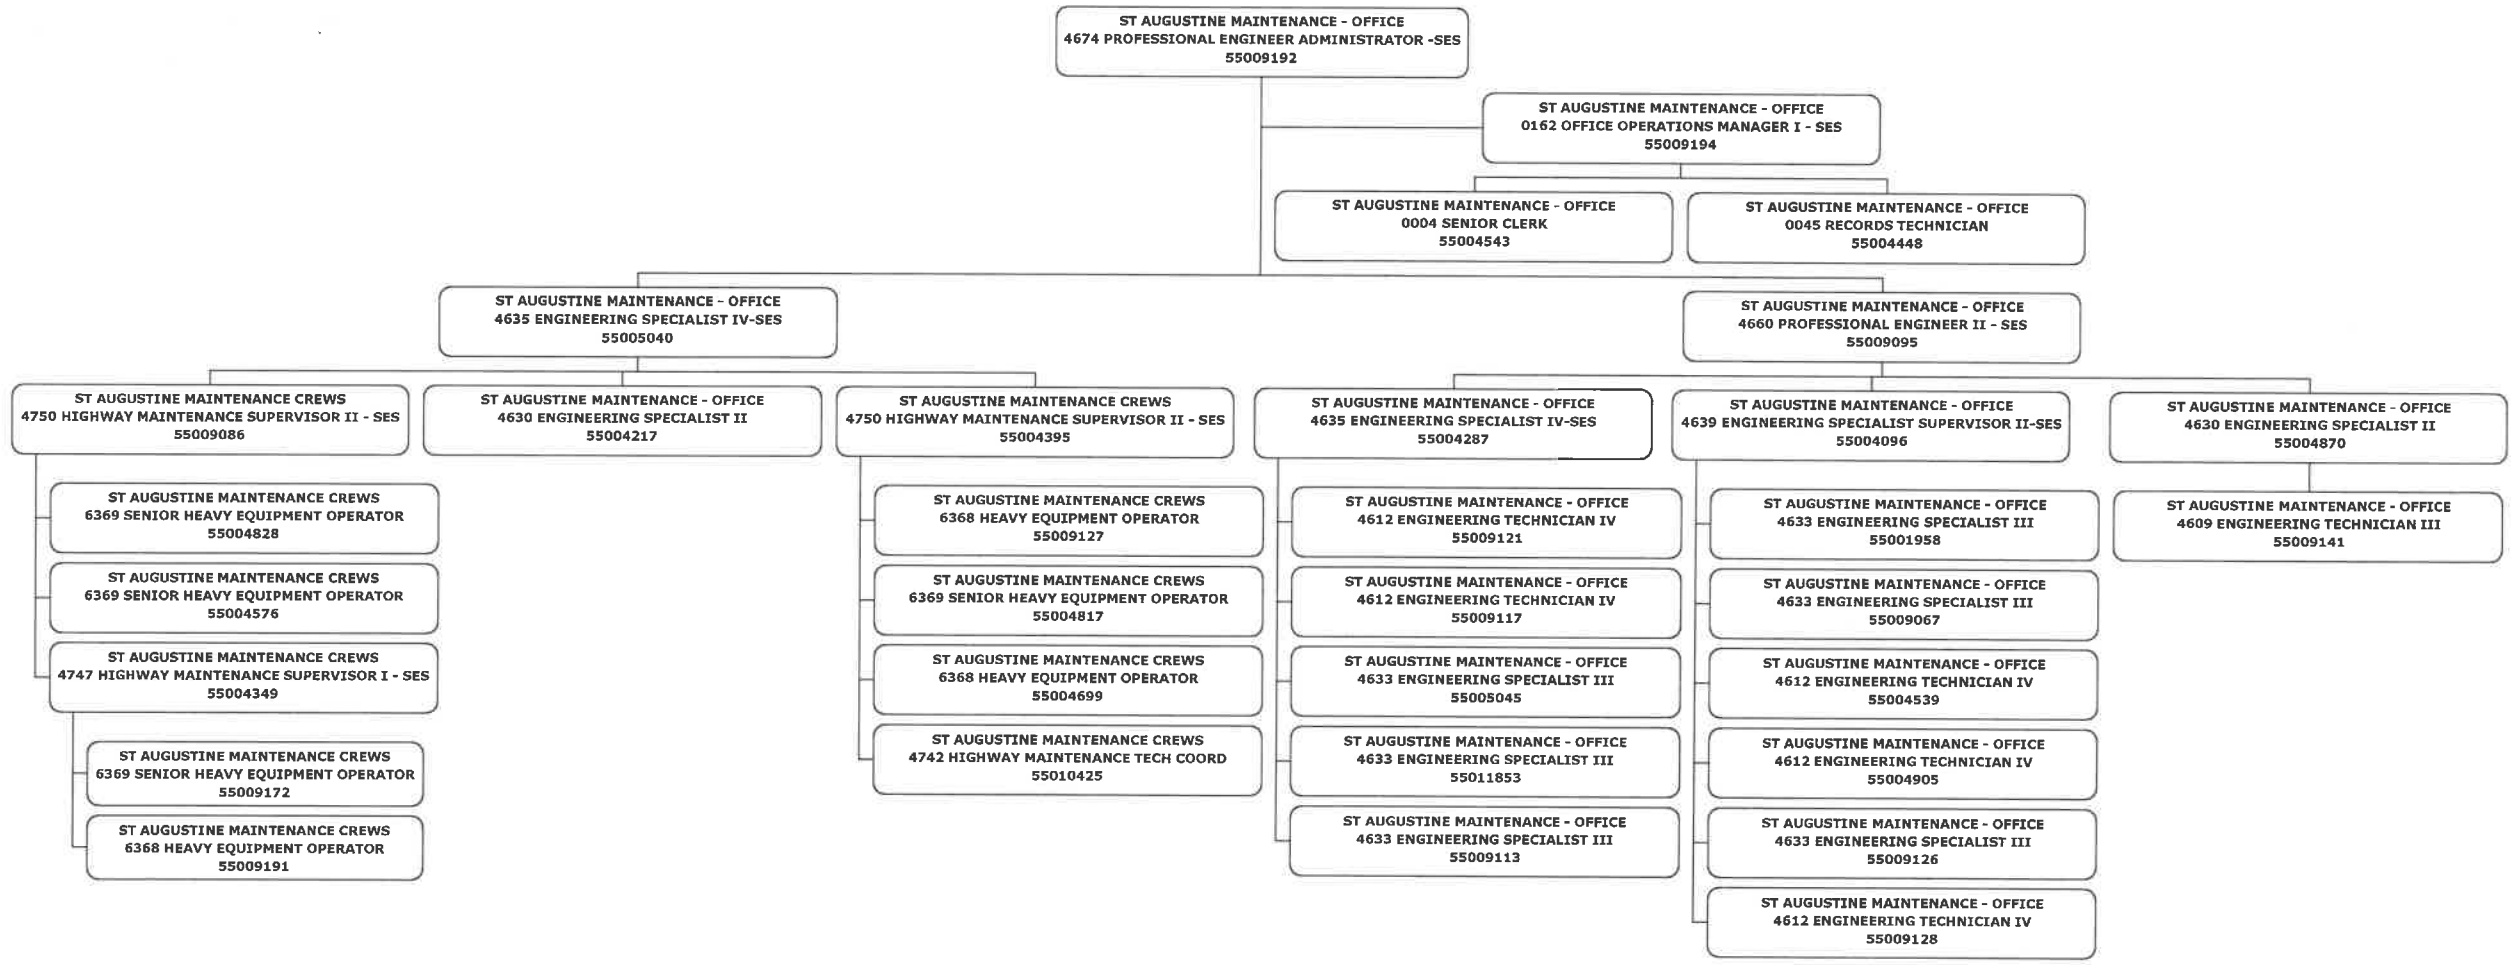 ST AUGUSTINE MAINTENANCE - OFFICE
4674 PROFESSIONAL ENGINEER ADMINISTRATOR -SES
55009192
ST AUGUSTINE MAINTENANCE - OFFICE
0162 OFFICE OPERATIONS MANAGER I - SES
55009194
ST AUGUSTINE MAINTENANCE - OFFICE
0004 SENIOR CLERK
55004543
ST AUGUSTINE MAINTENANCE - OFFICE
0045 RECORDS TECHNICIAN
55004448
ST AUGUSTINE MAINTENANCE - OFFICE
4635 ENGINEERING SPECIALIST IV-SES
55005040
ST AUGUSTINE MAINTENANCE - OFFICE
4660 PROFESSIONAL ENGINEER II - SES
55009095
ST AUGUSTINE MAINTENANCE CREWS
4750 HIGHWAY MAINTENANCE SUPERVISOR II - SES
55009086
ST AUGUSTINE MAINTENANCE - OFFICE
4630 ENGINEERING SPECIALIST II
55004217
ST AUGUSTINE MAINTENANCE CREWS
4750 HIGHWAY MAINTENANCE SUPERVISOR II - SES
55004395
ST AUGUSTINE MAINTENANCE - OFFICE
4635 ENGINEERING SPECIALIST IV-SES
55004287
ST AUGUSTINE MAINTENANCE - OFFICE
4639 ENGINEERING SPECIALIST SUPERVISOR II-SES
55004096
ST AUGUSTINE MAINTENANCE - OFFICE
4630 ENGINEERING SPECIALIST II
55004870
ST AUGUSTINE MAINTENANCE CREWS
6369 SENIOR HEAVY EQUIPMENT OPERATOR
55004828
ST AUGUSTINE MAINTENANCE CREWS
6369 SENIOR HEAVY EQUIPMENT OPERATOR
55004576
ST AUGUSTINE MAINTENANCE CREWS
4747 HIGHWAY MAINTENANCE SUPERVISOR I - SES
55004349
ST AUGUSTINE MAINTENANCE CREWS
6369 SENIOR HEAVY EQUIPMENT OPERATOR
55009172
ST AUGUSTINE MAINTENANCE CREWS
6368 HEAVY EQUIPMENT OPERATOR
55009191
ST AUGUSTINE MAINTENANCE CREWS
6368 HEAVY EQUIPMENT OPERATOR
55009127
ST AUGUSTINE MAINTENANCE CREWS
6369 SENIOR HEAVY EQUIPMENT OPERATOR
55004817
ST AUGUSTINE MAINTENANCE CREWS
6368 HEAVY EQUIPMENT OPERATOR
55004699
ST AUGUSTINE MAINTENANCE CREWS
4742 HIGHWAY MAINTENANCE TECH COORD
55010425
ST AUGUSTINE MAINTENANCE - OFFICE
4612 ENGINEERING TECHNICIAN IV
55009121
ST AUGUSTINE MAINTENANCE - OFFICE
4612 ENGINEERING TECHNICIAN IV
55009117
ST AUGUSTINE MAINTENANCE - OFFICE
4633 ENGINEERING SPECIALIST III
55005045
ST AUGUSTINE MAINTENANCE - OFFICE
4633 ENGINEERING SPECIALIST III
55011853
ST AUGUSTINE MAINTENANCE - OFFICE
4633 ENGINEERING SPECIALIST III
55009113
ST AUGUSTINE MAINTENANCE - OFFICE
4633 ENGINEERING SPECIALIST III
55001958
ST AUGUSTINE MAINTENANCE - OFFICE
4633 ENGINEERING SPECIALIST III
55009067
ST AUGUSTINE MAINTENANCE - OFFICE
4612 ENGINEERING TECHNICIAN IV
55004539
ST AUGUSTINE MAINTENANCE - OFFICE
4612 ENGINEERING TECHNICIAN IV
55004905
ST AUGUSTINE MAINTENANCE - OFFICE
4633 ENGINEERING SPECIALIST III
55009126
ST AUGUSTINE MAINTENANCE - OFFICE
4612 ENGINEERING TECHNICIAN IV
55009128
ST AUGUSTINE MAINTENANCE - OFFICE
4609 ENGINEERING TECHNICIAN III
55009141